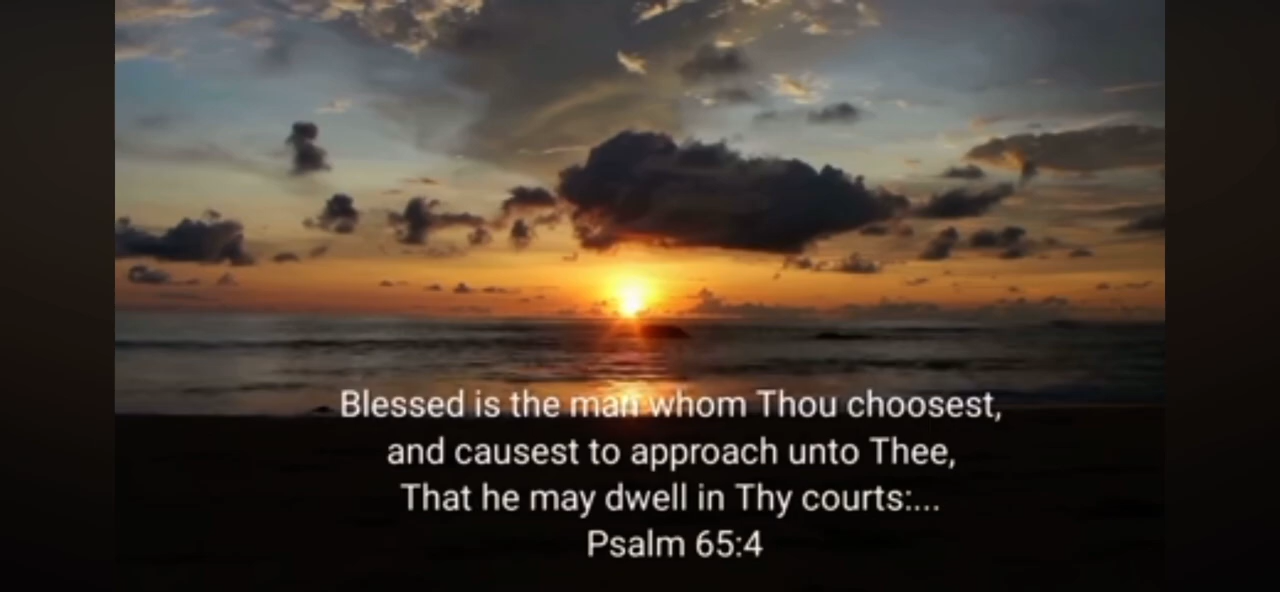 Blessed is the man whom Thou choosest,
and causest to approach unto Thee,
That he may dwell in Thy courts:...
Psalm 65:4